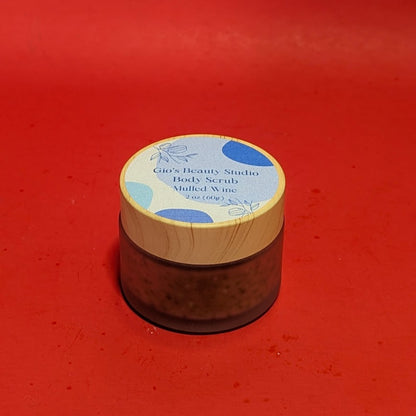 Gio's Beauty Studio
Body Scrub
Mulled Wine
2 oz (60g)